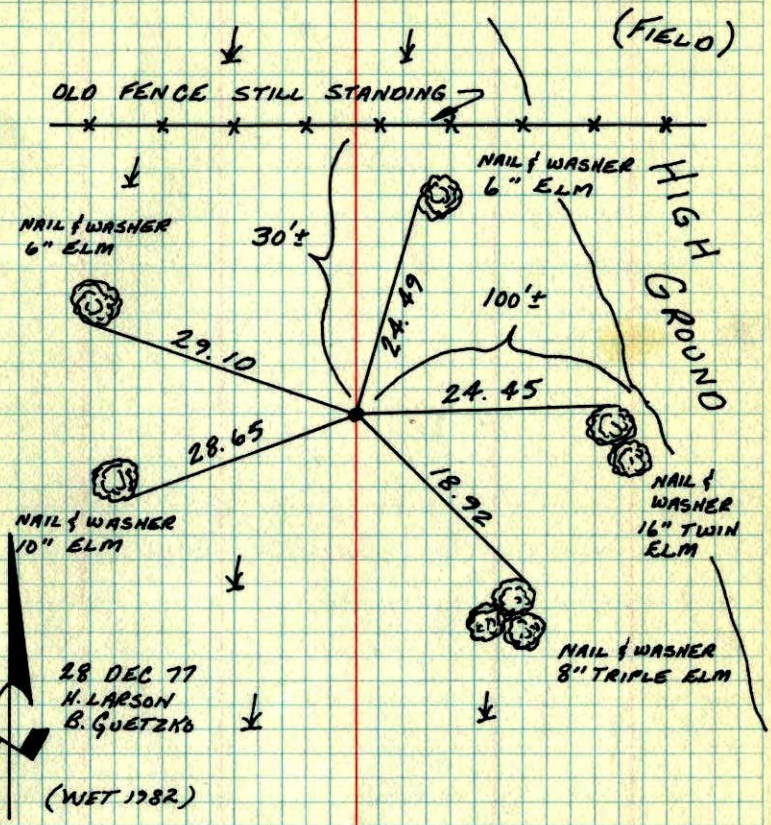 (FIELD)
OLD FENCE STILL STANDING
NAIL & WASHER
6" ELM
HIGH GROUND
NAIL & WASHER
6" ELM
30'±
24.49
100'±
29.10
24.45
28.65
18.92
NAIL & WASHER
10" ELM
NAIL &
WASHER
16" TWIN
ELM
NAIL & WASHER
8" TRIPLE ELM
28 DEC 77
H. LARSON
B. GUETZKO
(WET 1982)